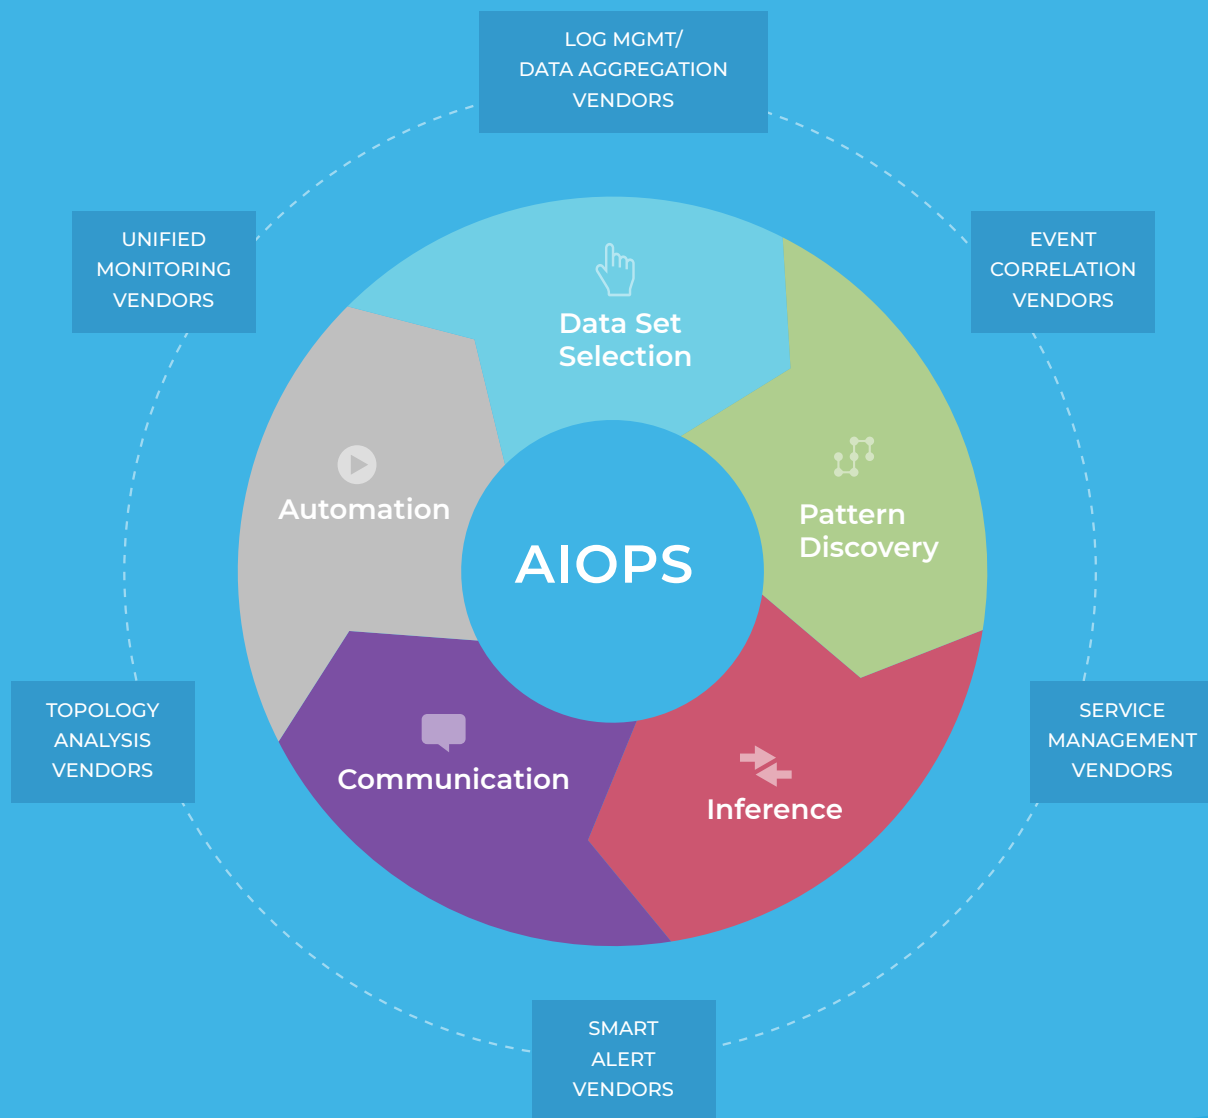 LOG MGMT/
DATA AGGREGATION
VENDORS
UNIFIED
MONITORING
VENDORS
EVENT
CORRELATION
VENDORS
Data Set
Selection
Automation
Pattern
Discovery
AIOPS
TOPOLOGY
ANALYSIS
VENDORS
SERVICE
MANAGEMENT
VENDORS
Communication
Inference
SMART
ALERT
VENDORS